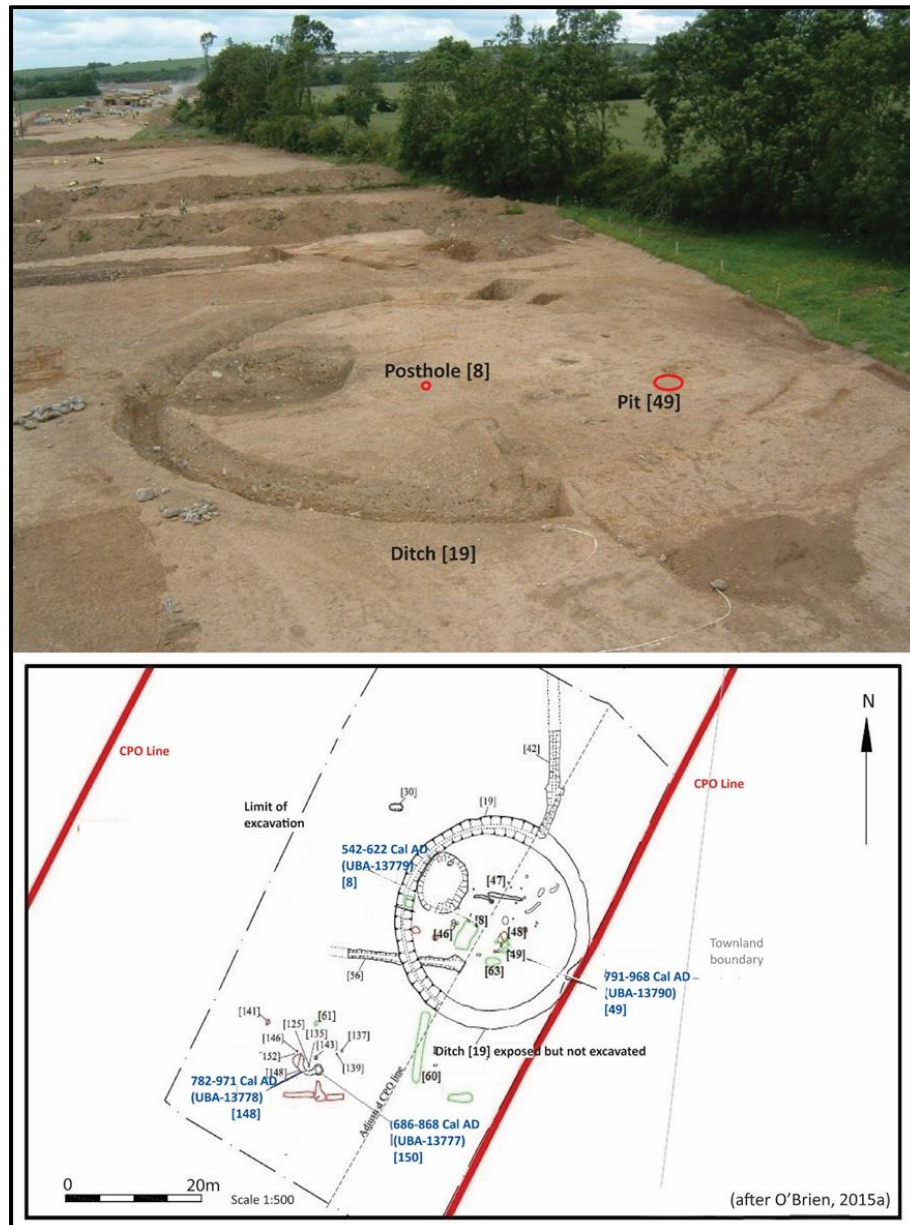 Posthole [8]
Pit [49]
Ditch [19]
CPO Line
N
[42]
CPO Line
[30]
[19]
Limit of
excavation
542-622 Cal AD
(UBA-13779)
[8]
[47]
[8]
[46]
[48]
[49]
[63]
[56]
Townland
boundary
791-968 Cal AD
(UBA-13790)
[49]
[141]
[61]
[125]
[135]
[146]
[143]
[137]
[152]
[139]
[148]
Ditch [19] exposed but not excavated
[60]
782-971 Cal AD
(UBA-13778)
[148]
686-868 Cal AD
(UBA-13777)
[150]
CPO line
0
20m
Scale 1:500
(after O'Brien, 2015a)